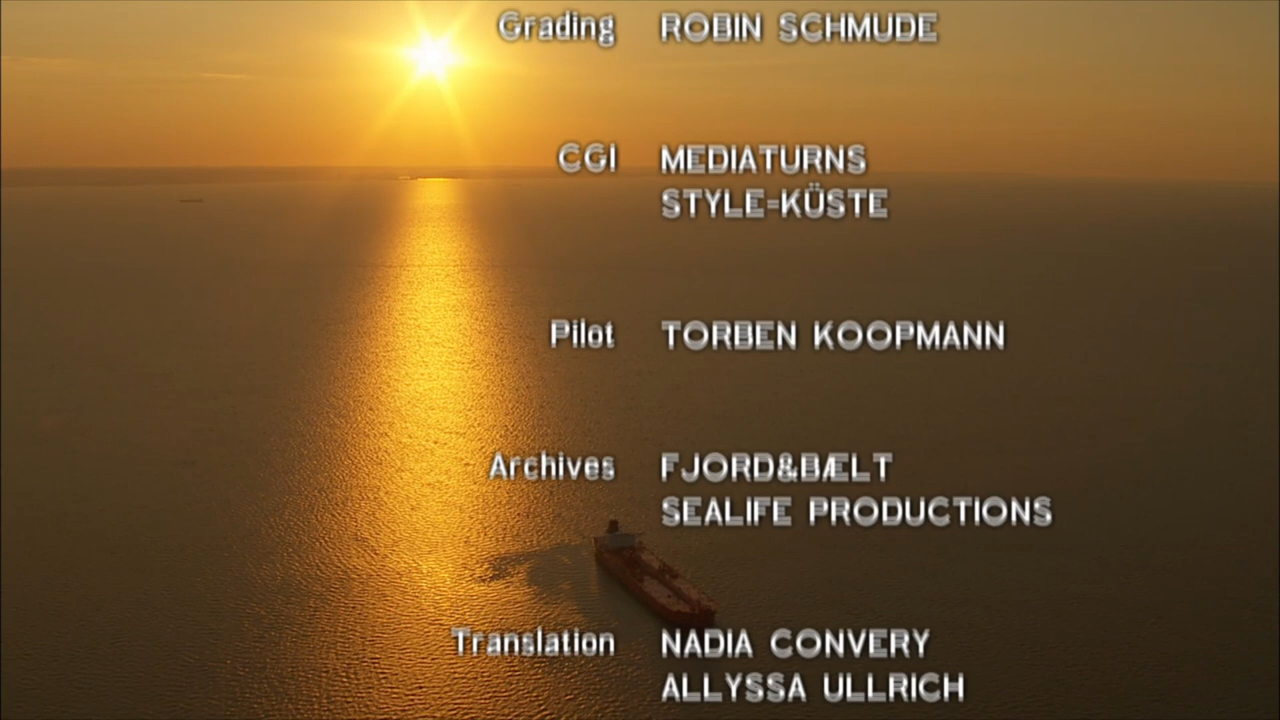 Grading ROBIN SCHMUDE
CGI MEDIATURNS
STYLE=KÜSTE
Pilot TORBEN KOOPMANN
Archives FJORD&BÆLT
SEALIFE PRODUCTIONS
Translation NADIA CONVERY
ALLYSSA ULLRICH